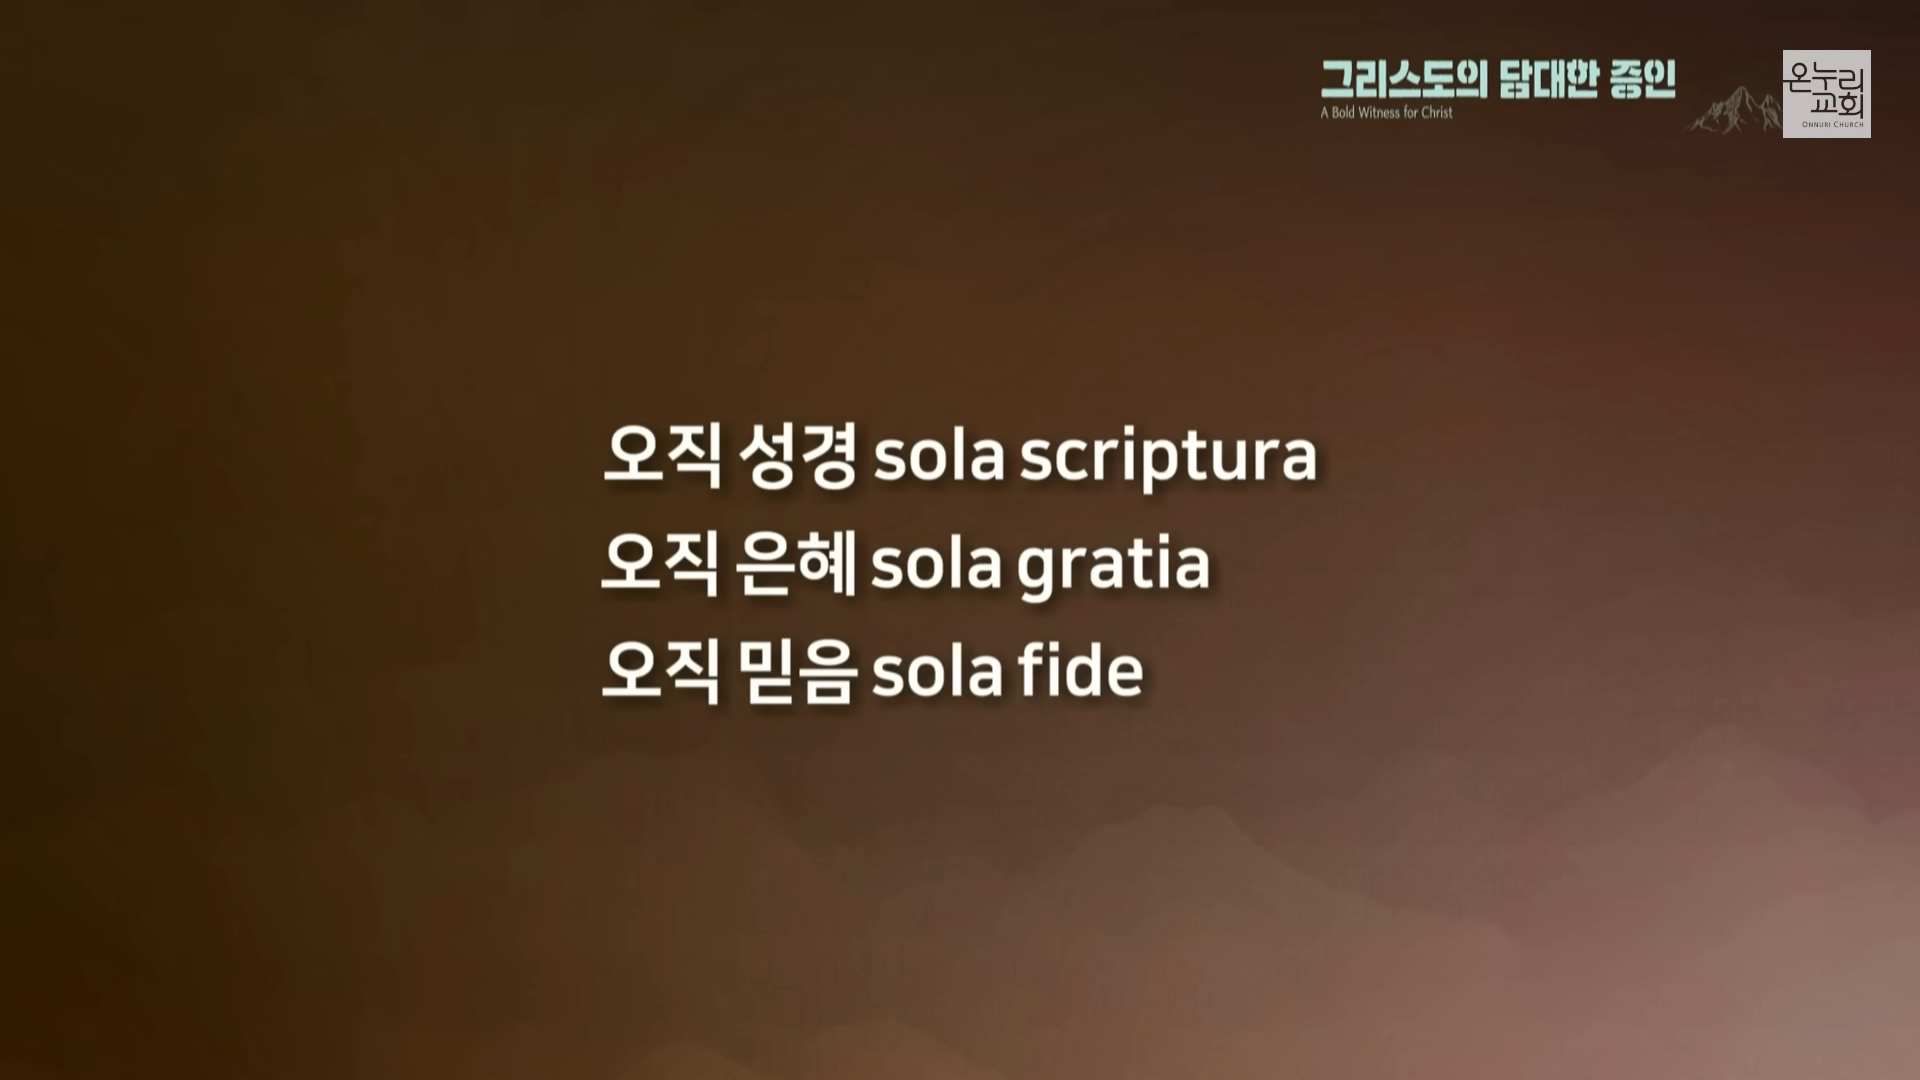 그리스도의 담대한 증인
A Bold Witness for Christ
온누리
교회
ONNURI CHURCH
오직 성경 sola scriptura
오직 은혜 sola gratia
오직 믿음 sola fide